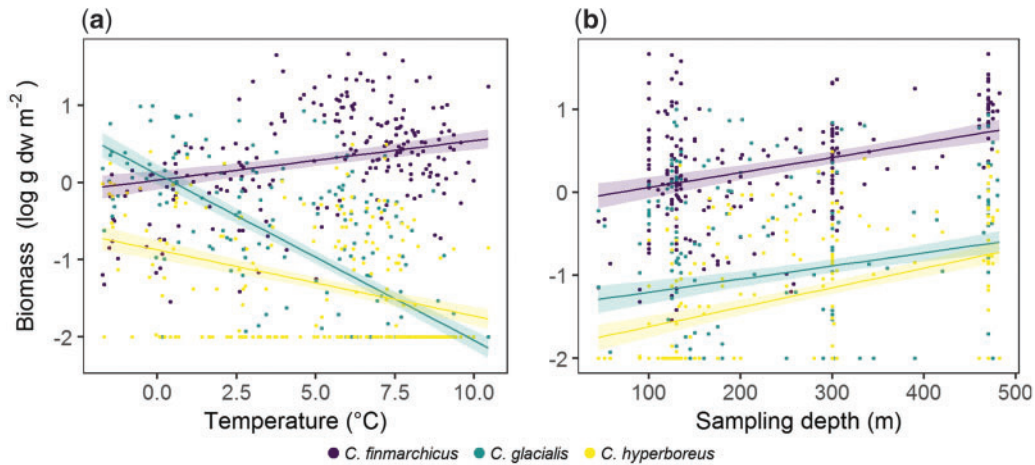 (a)
(b)
Biomass (log g dw m⁻²)
1
0
-1
-2
0.0 2.5 5.0 7.5 10.0
Temperature (°C)
1
0
-1
-2
100 200 300 400 500
Sampling depth (m)
C. finmarchicus C. glacialis C. hyperboreus